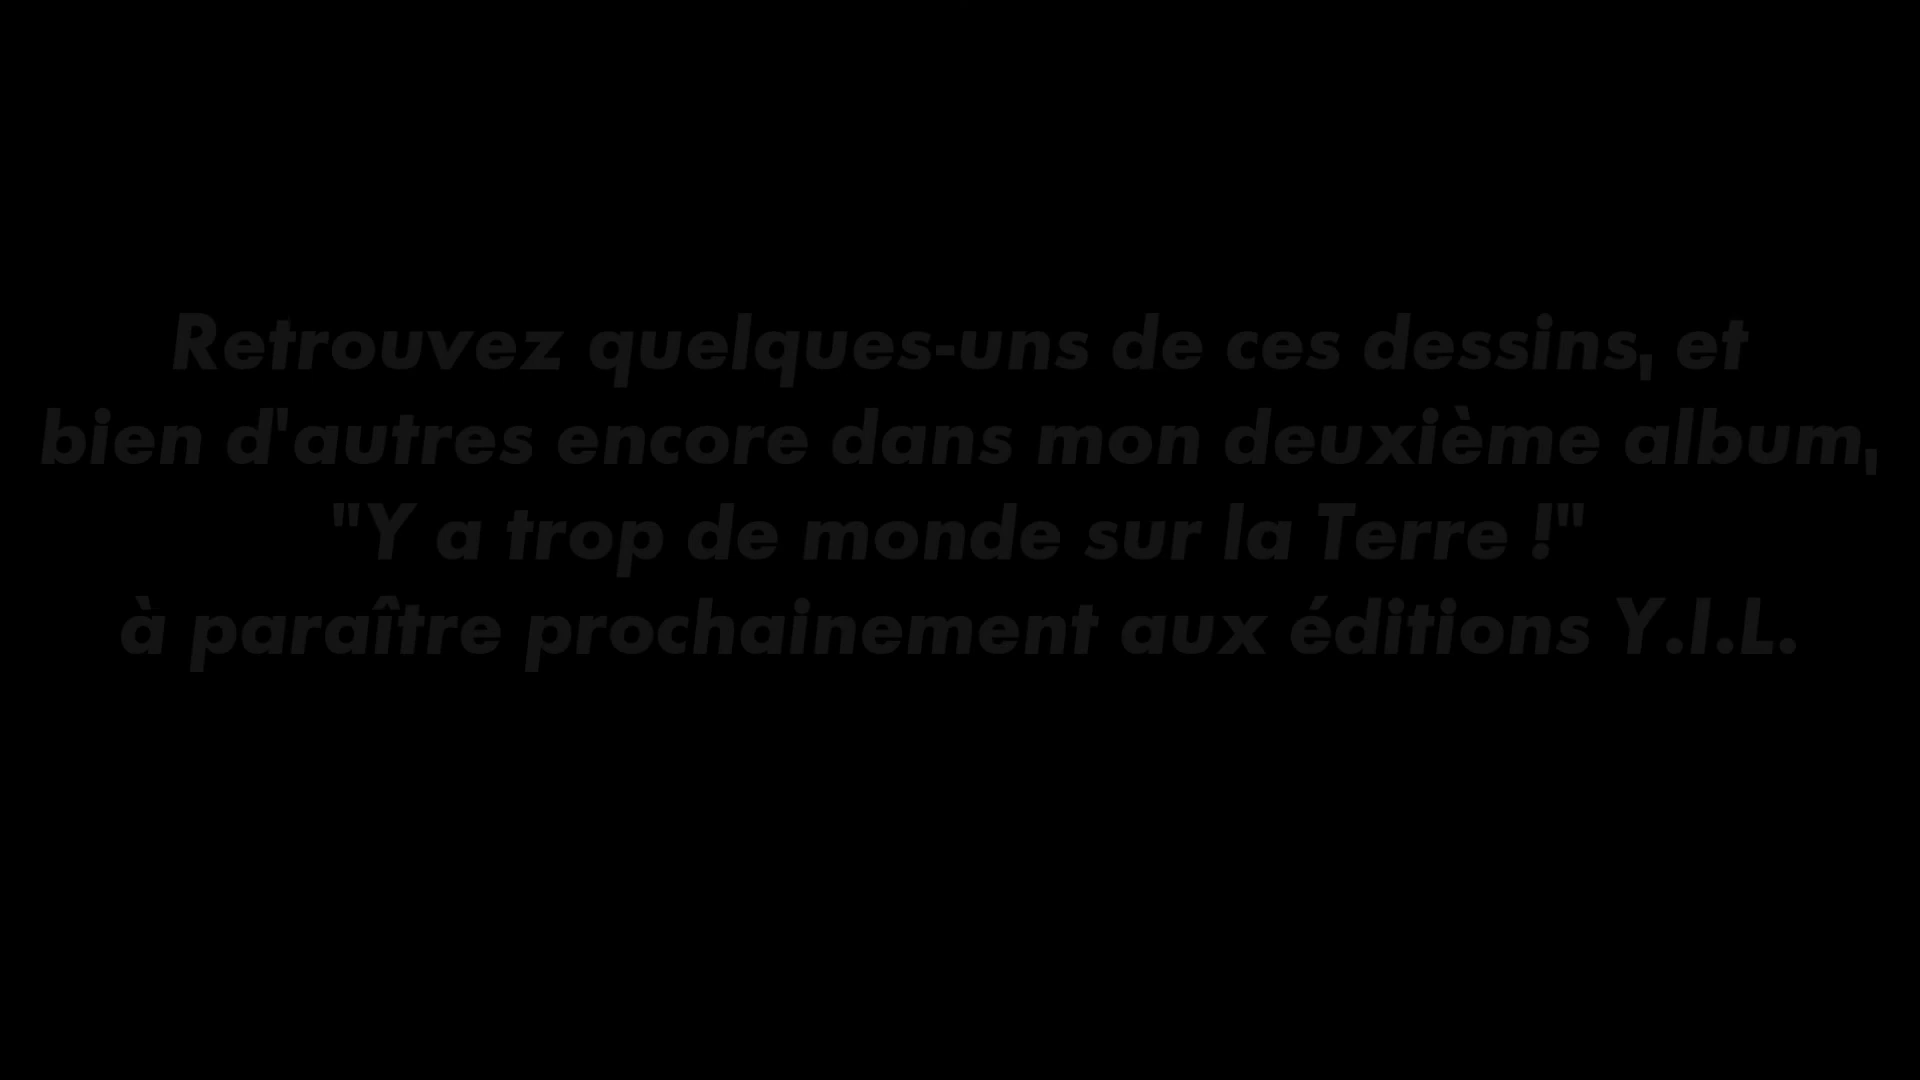 Retrouvez quelques-uns de ces dessins, et
bien d'autres encore dans mon deuxième album,
"Y a trop de monde sur la Terre !"
à paraître prochainement aux éditions Y.I.L.